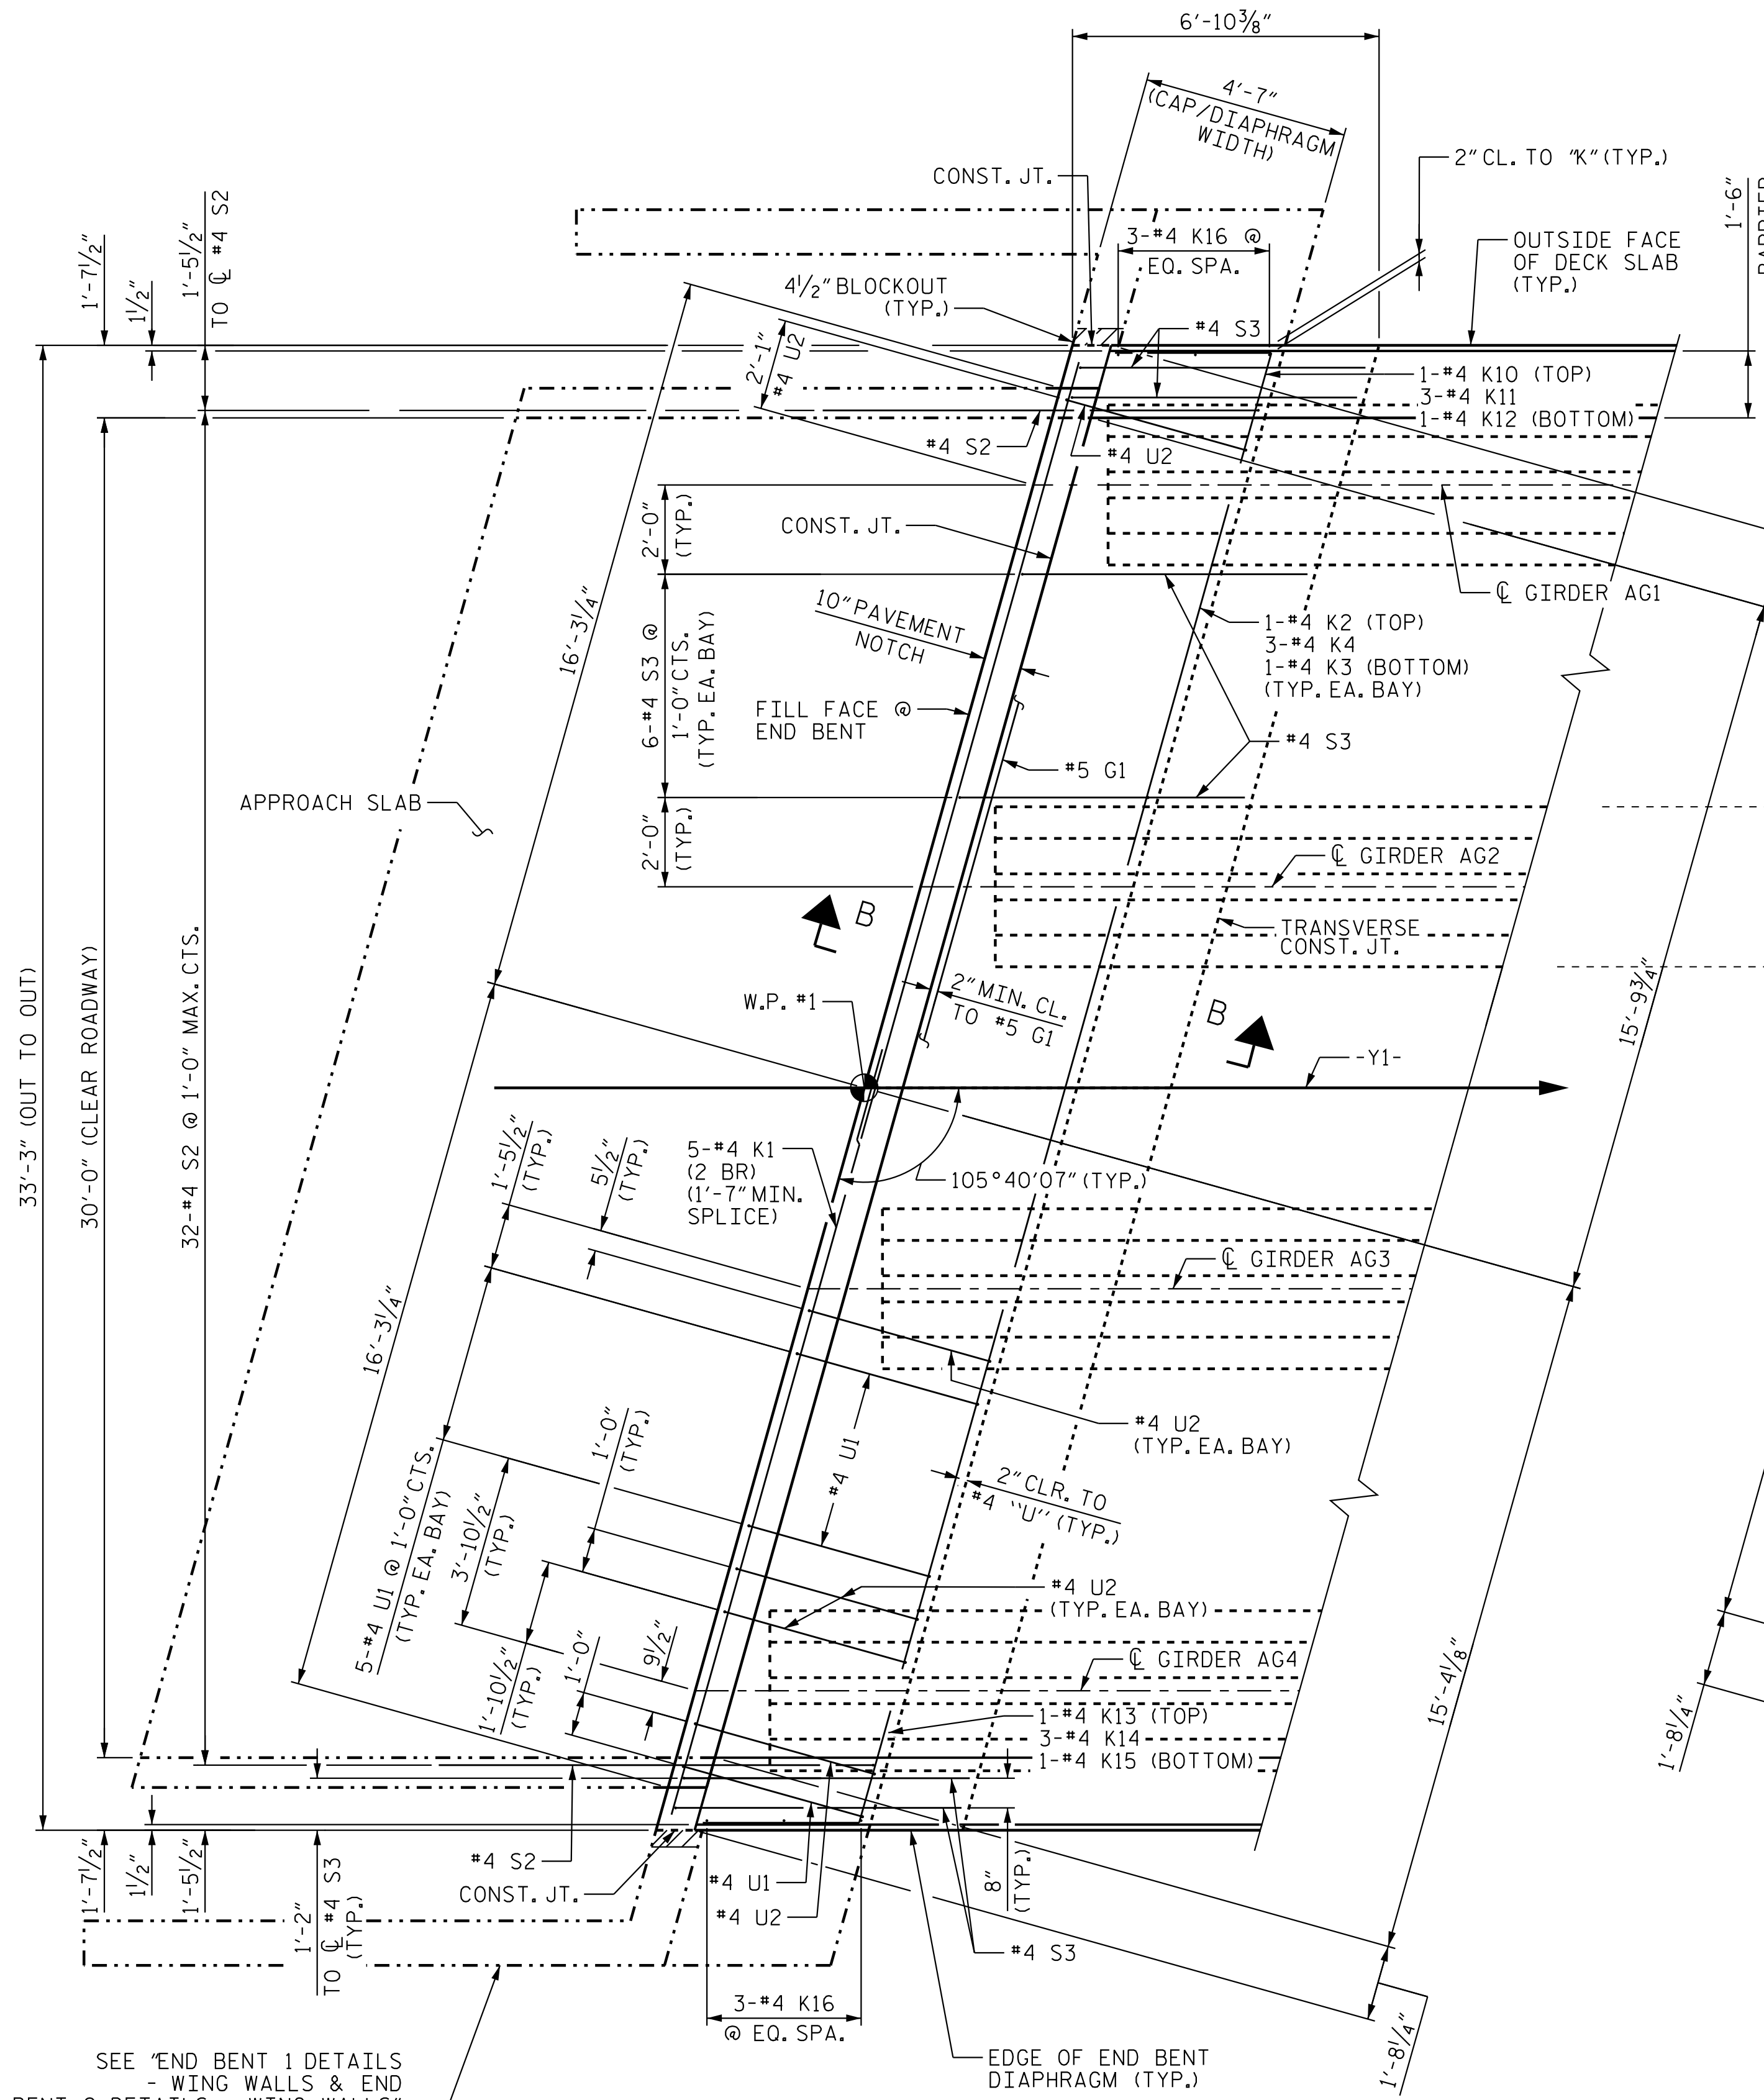 6'-10⅜"
4'-7"
(CAP/DIAPHRAGM
WIDTH)
2" CL. TO "K" (TYP.)
CONST. JT.
1'-6"
BARRIER
1'-7½"
1½"
1'-5½"
TO ℄ #4 S2
3-#4 K16 @
EQ. SPA.
OUTSIDE FACE
OF DECK SLAB
(TYP.)
4½" BLOCKOUT
(TYP.)
2'-1"
#4 U2
#4 S3
1-#4 K10 (TOP)
3-#4 K11
1-#4 K12 (BOTTOM)
#4 S2
#4 U2
2'-0"
(TYP.)
CONST. JT.
℄ GIRDER AG1
16'-3¼"
10" PAVEMENT
NOTCH
1-#4 K2 (TOP)
3-#4 K4
1-#4 K3 (BOTTOM)
(TYP. EA. BAY)
6-#4 S3 @
1'-0" CTS.
(TYP. EA. BAY)
FILL FACE @
END BENT
#4 S3
#5 G1
APPROACH SLAB
2'-0"
(TYP.)
℄ GIRDER AG2
B
TRANSVERSE
CONST. JT.
33'-3" (OUT TO OUT)
30'-0" (CLEAR ROADWAY)
32-#4 S2 @ 1'-0" MAX. CTS.
W.P. #1
2" MIN. CL.
TO #5 G1
B
15'-9¾"
-Y1-
1'-5½"
(TYP.)
5½"
(TYP.)
5-#4 K1
(2 BR)
(1'-7" MIN.
SPLICE)
105°40'07" (TYP.)
℄ GIRDER AG3
16'-3¼"
#4 U2
(TYP. EA. BAY)
1'-0"
(TYP.)
#4 U1
2" CLR. TO
#4 "U" (TYP.)
5-#4 U1 @ 1'-0" CTS.
(TYP. EA. BAY)
3'-10½"
(TYP.)
#4 U2
(TYP. EA. BAY)
1'-10½"
(TYP.)
1'-0"
9½"
℄ GIRDER AG4
15'-4⅛"
1'-8¼"
1-#4 K13 (TOP)
3-#4 K14
1-#4 K15 (BOTTOM)
1'-7½"
1½"
1'-5½"
1'-2"
TO ℄ #4 S3
(TYP.)
#4 S2
CONST. JT.
#4 U1
#4 U2
8"
(TYP.)
#4 S3
3-#4 K16
@ EQ. SPA.
EDGE OF END BENT
DIAPHRAGM (TYP.)
1'-8¼"
SEE "END BENT 1 DETAILS
- WING WALLS & END